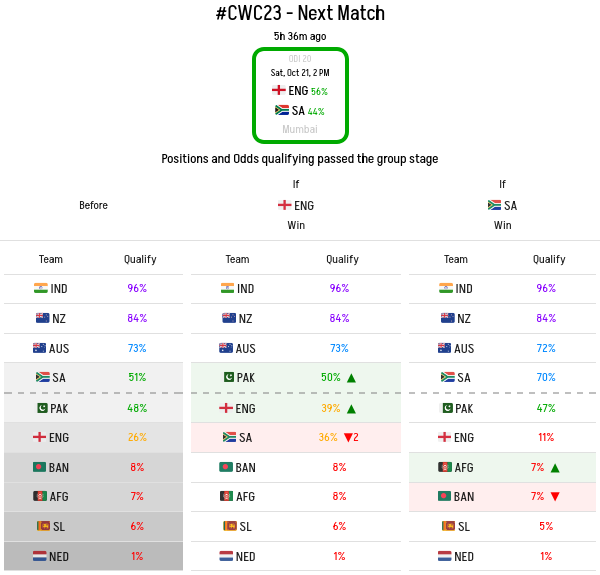 #CWC23 - Next Match
5h 36m ago
ODI 20
Sat, Oct 21, 2 PM
ENG 56%
SA 44%
Mumbai
Positions and Odds qualifying passed the group stage
Before
If
ENG
Win
If
SA
Win
Team Qualify Team Qualify Team Qualify
IND 96% IND 96% IND 96%
NZ 84% NZ 84% NZ 84%
AUS 73% AUS 73% AUS 72%
SA 51% PAK 50% ▲ SA 70%
PAK 48% ENG 39% ▲ PAK 47%
ENG 26% SA 36% ▼2 ENG 11%
BAN 8% BAN 8% AFG 7% ▲
AFG 7% AFG 8% BAN 7% ▼
SL 6% SL 6% SL 5%
NED 1% NED 1% NED 1%